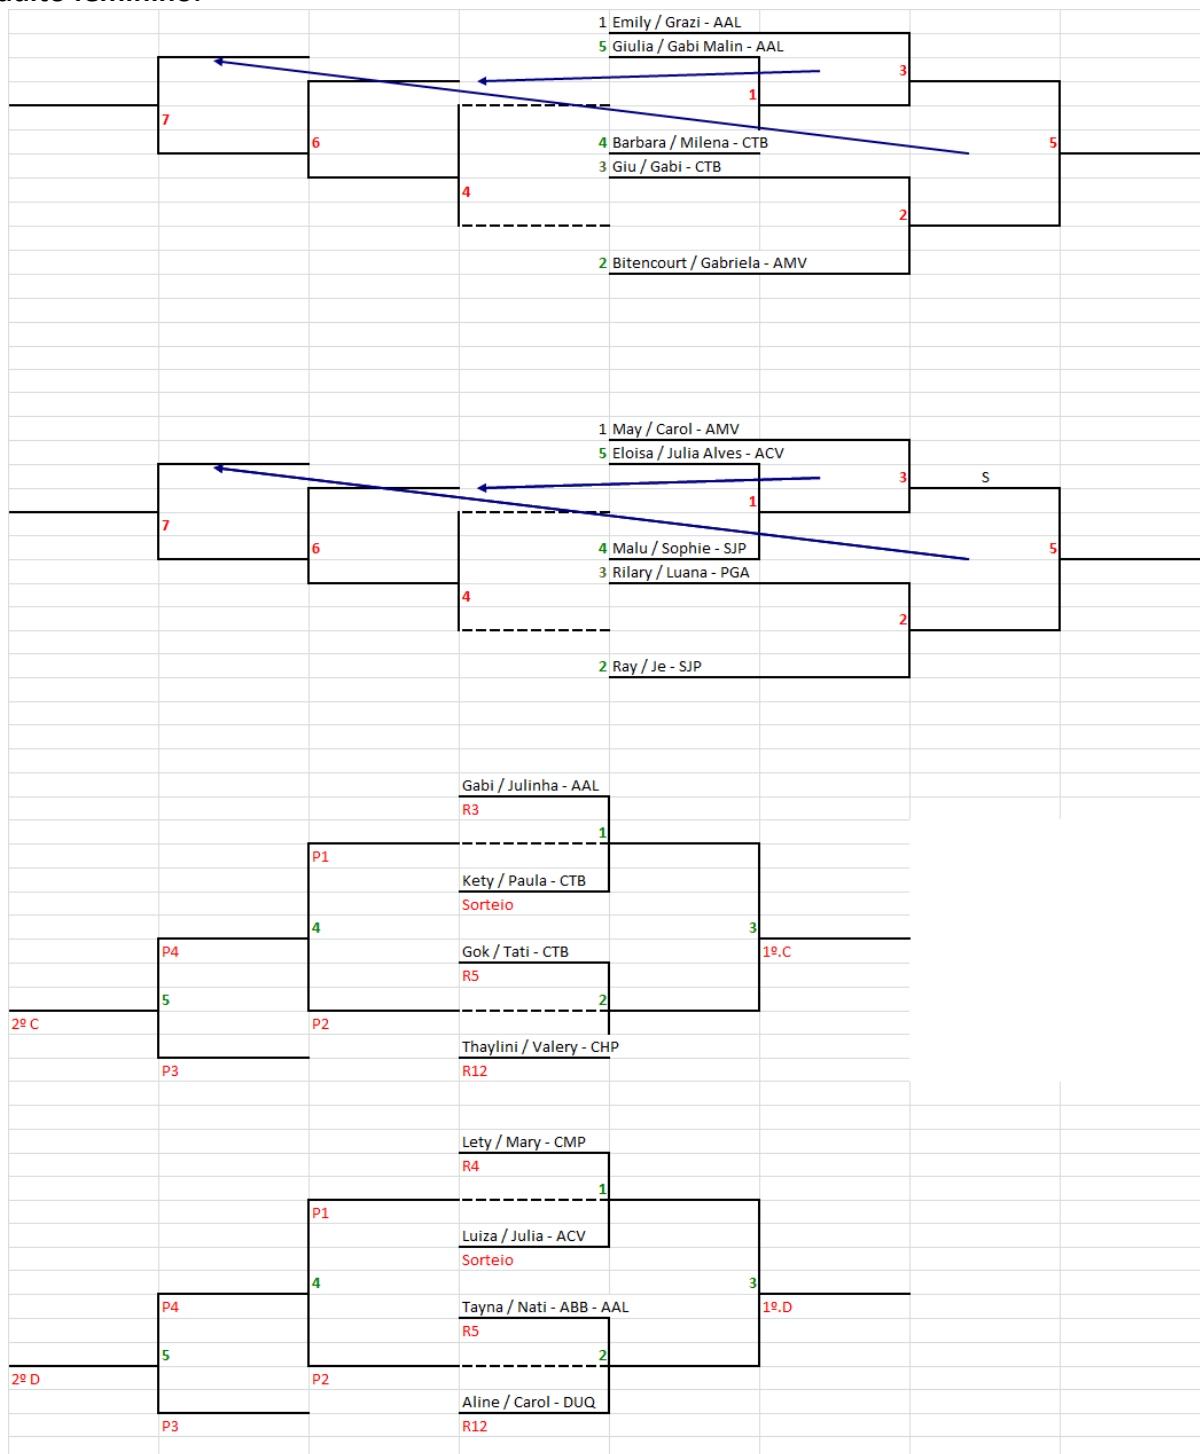 1 Emily / Grazi - AAL
5 Giulia / Gabi Malin - AAL
3
1
7
6
4 Barbara / Milena - CTB
5
3 Giu / Gabi - CTB
4
2
2 Bitencourt / Gabriela - AMV
1 May / Carol - AMV
5 Eloisa / Julia Alves - ACV
3
S
1
7
6
4 Malu / Sophie - SJP
5
3 Rilary / Luana - PGA
4
2
2 Ray / Je - SJP
Gabi / Julinha - AAL
R3
1
P1
Kety / Paula - CTB
Sorteio
4
3
P4
Gok / Tati - CTB
1º.C
R5
5
2
2º C
P2
Thaylini / Valery - CHP
P3
R12
Lety / Mary - CMP
R4
1
P1
Luiza / Julia - ACV
Sorteio
4
3
P4
Tayna / Nati - ABB - AAL
1º.D
R5
5
2
2º D
P2
Aline / Carol - DUQ
P3
R12